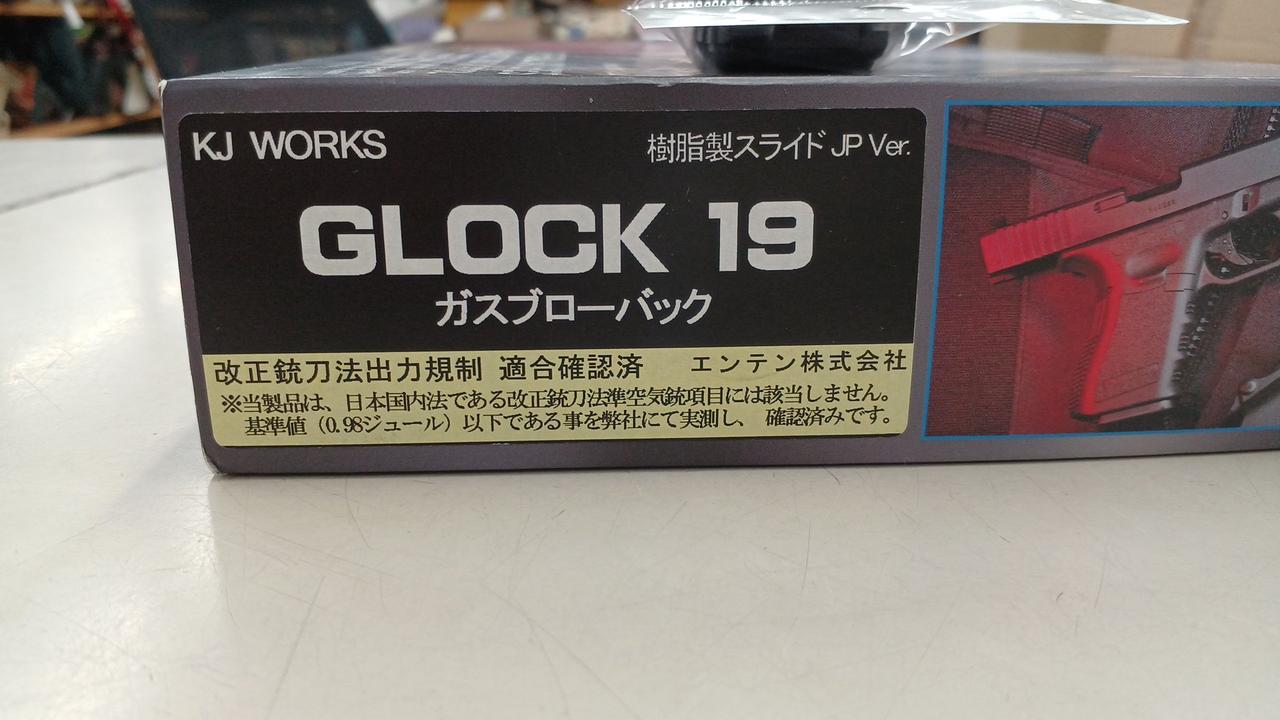 KJ WORKS
樹脂製スライド JP Ver.
GLOCK 19
ガスブローバック
改正銃刀法出力規制 適合確認済 エンテン株式会社
※当製品は、日本国内法である改正銃刀法準空気銃項目には該当しません。
基準値（0.98ジュール）以下である事を弊社にて実測し、 確認済みです。